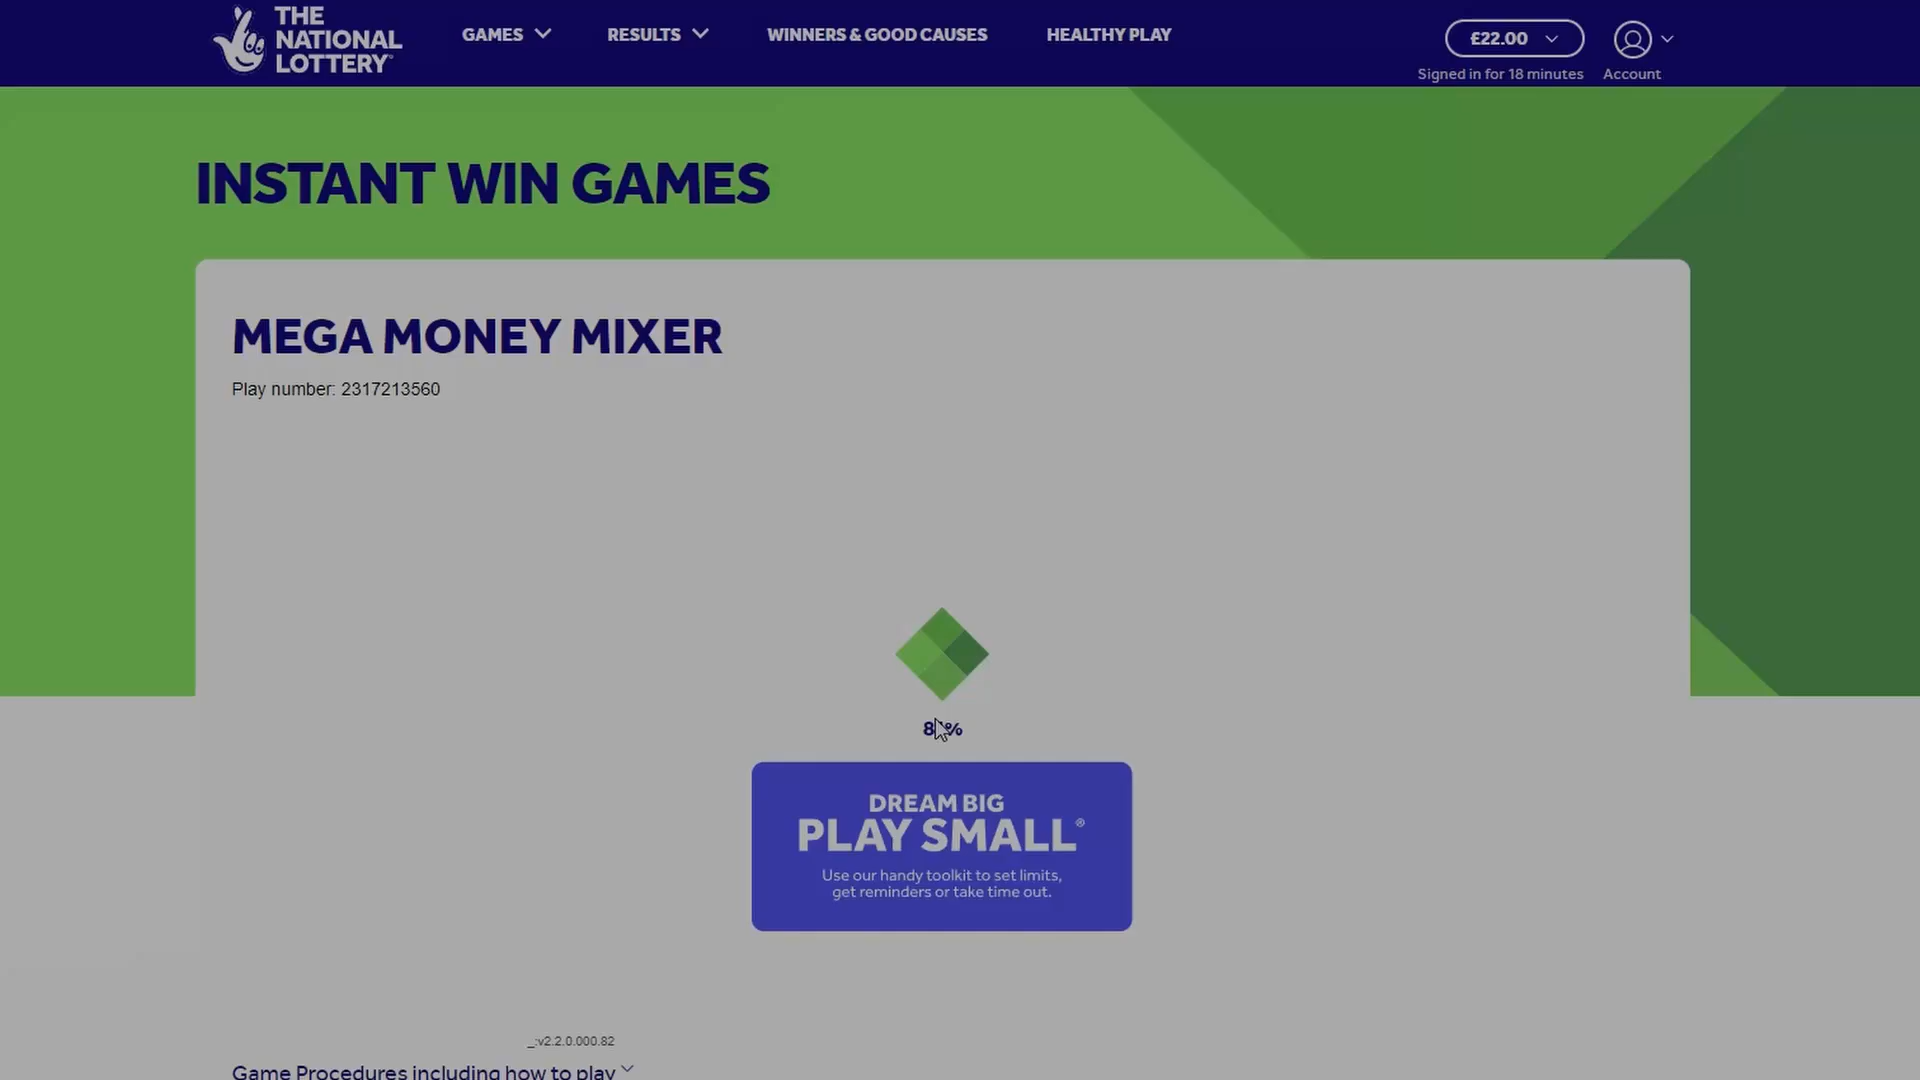 THE
NATIONAL
LOTTERY®
GAMES
RESULTS
WINNERS & GOOD CAUSES
HEALTHY PLAY
£22.00
Signed in for 18 minutes
Account
INSTANT WIN GAMES
MEGA MONEY MIXER
Play number: 2317213560
DREAM BIG
PLAY SMALL®
Use our handy toolkit to set limits,
get reminders or take time out.
_:v2.2.0.000.82
Game Procedures including how to play